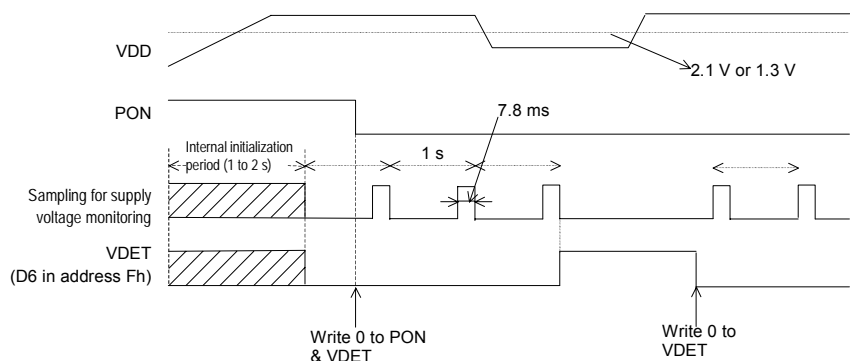 VDD
2.1 V or 1.3 V
PON
7.8 ms
Internal initialization
period (1 to 2 s)
1 s
Sampling for supply
voltage monitoring
VDET
(D6 in address Fh)
Write 0 to PON
& VDET
Write 0 to
VDET